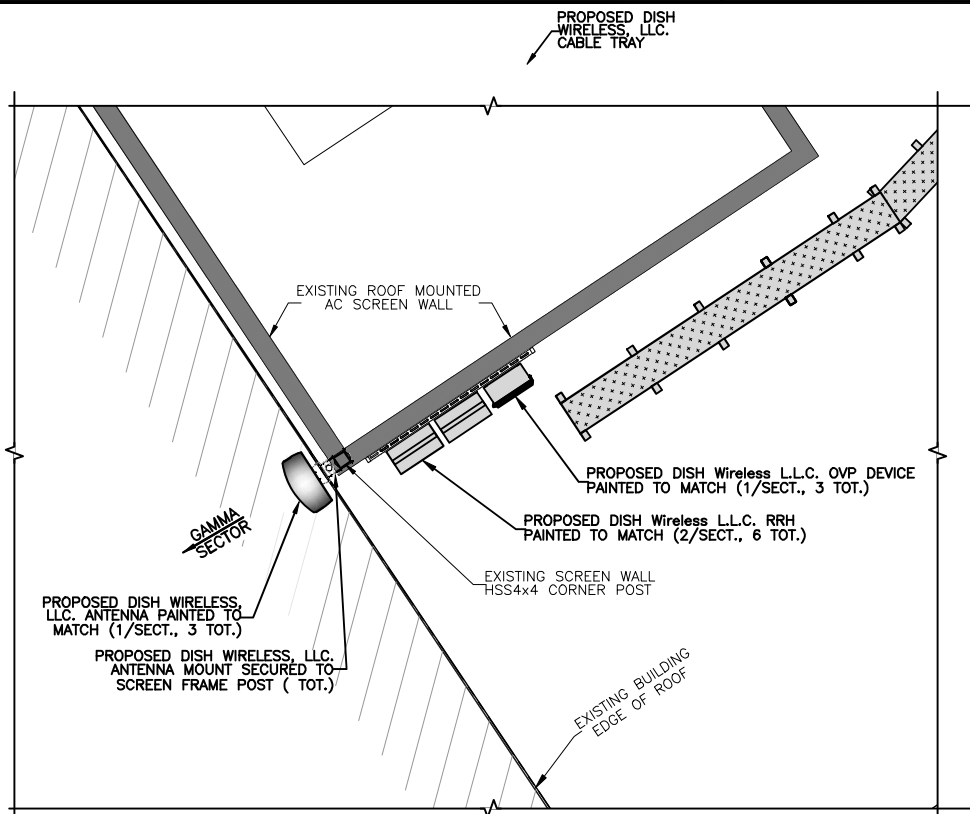 PROPOSED DISH
WIRELESS, LLC.
CABLE TRAY
EXISTING ROOF MOUNTED
AC SCREEN WALL
PROPOSED DISH Wireless L.L.C. OVP DEVICE
PAINTED TO MATCH (1/SECT., 3 TOT.)
PROPOSED DISH Wireless L.L.C. RRH
PAINTED TO MATCH (2/SECT., 6 TOT.)
GAMMA
SECTOR
EXISTING SCREEN WALL
HSS4x4 CORNER POST
PROPOSED DISH WIRELESS,
LLC. ANTENNA PAINTED TO
MATCH (1/SECT., 3 TOT.)
PROPOSED DISH WIRELESS, LLC.
ANTENNA MOUNT SECURED TO
SCREEN FRAME POST ( TOT.)
EXISTING BUILDING
EDGE OF ROOF